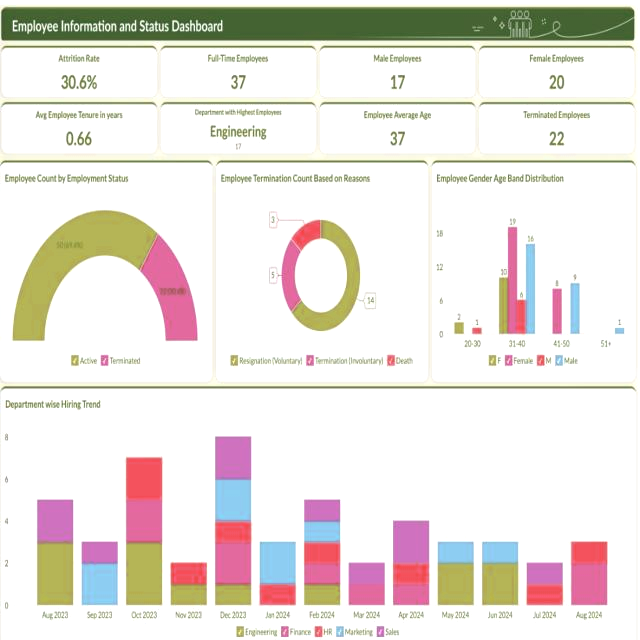 Employee Information and Status Dashboard
Attrition Rate
30.6%
Full-Time Employees
37
Male Employees
17
Female Employees
20
Avg Employee Tenure in years
0.66
Department with Highest Employees
Engineering
17
Employee Average Age
37
Terminated Employees
22
Employee Count by Employment Status
50 (69.4%)
Active Terminated
Employee Termination Count Based on Reasons
3
5
14
Resignation (Voluntary) Termination (Involuntary) Death
Employee Gender Age Band Distribution
18
12
6
0
2
1
10
19
6
16
8
9
1
20-30 31-40 41-50 51+
F Female M Male
Department wise Hiring Trend
8
6
4
2
0
Aug 2023 Sep 2023 Oct 2023 Nov 2023 Dec 2023 Jan 2024 Feb 2024 Mar 2024 Apr 2024 May 2024 Jun 2024 Jul 2024 Aug 2024
Engineering Finance HR Marketing Sales